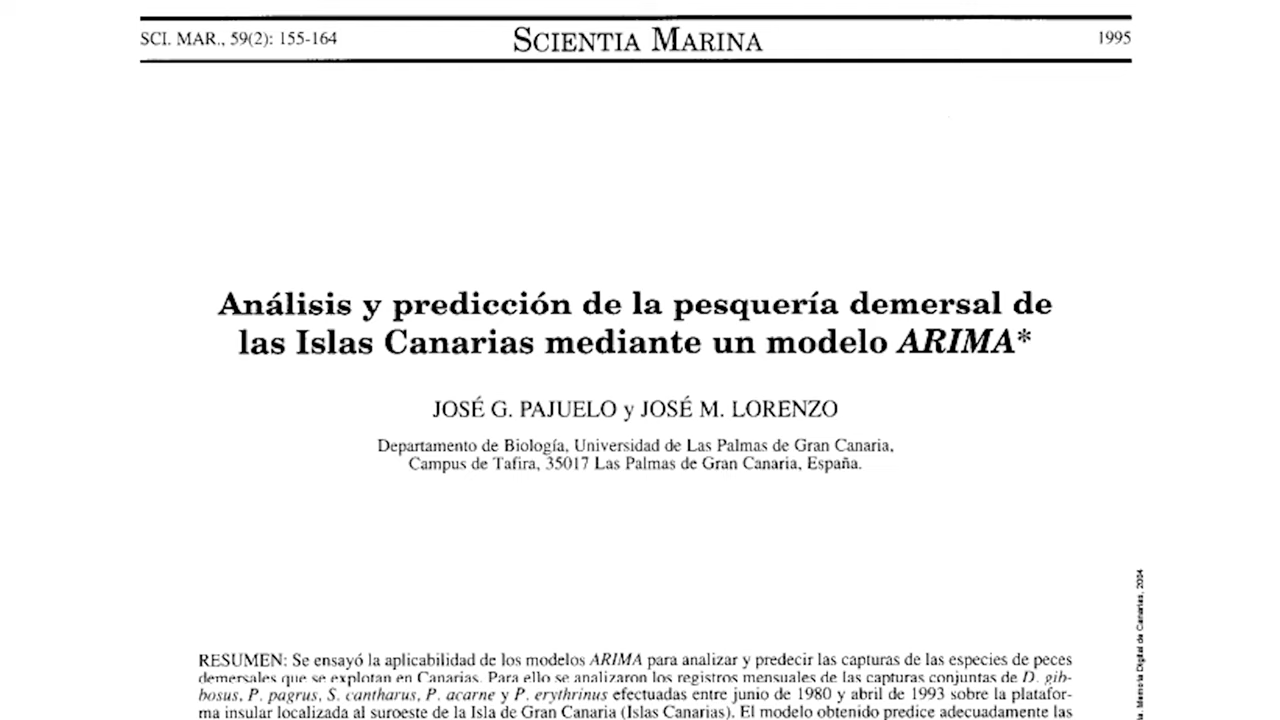 SCI. MAR., 59(2): 155-164
SCIENTIA MARINA
1995
Análisis y predicción de la pesquería demersal de
las Islas Canarias mediante un modelo ARIMA*
JOSÉ G. PAJUELO y JOSÉ M. LORENZO
Departamento de Biología, Universidad de Las Palmas de Gran Canaria,
Campus de Tafira, 35017 Las Palmas de Gran Canaria, España.
RESUMEN: Se ensayó la aplicabilidad de los modelos ARIMA para analizar y predecir las capturas de las especies de peces
demersales que se explotan en Canarias. Para ello se analizaron los registros mensuales de las capturas conjuntas de D. gib-
bosus, P. pagrus, S. cantharus, P. acarne y P. erythrinus efectuadas entre junio de 1980 y abril de 1993 sobre la platafor-
ma insular localizada al suroeste de la Isla de Gran Canaria (Islas Canarias). El modelo obtenido predice adecuadamente las
Memoria Digital de Canarias, 2004